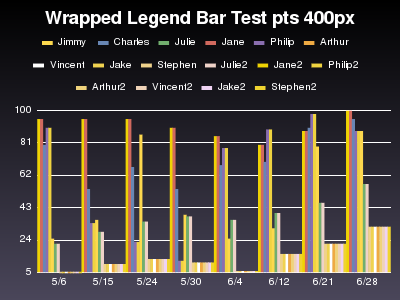 Wrapped Legend Bar Test pts 400px
Jimmy Charles Julie Jane Philip Arthur
Vincent Jake Stephen Julie2 Jane2 Philip2
Arthur2 Vincent2 Jake2 Stephen2
100
81
62
43
24
5
5/6 5/15 5/24 5/30 6/4 6/12 6/21 6/28